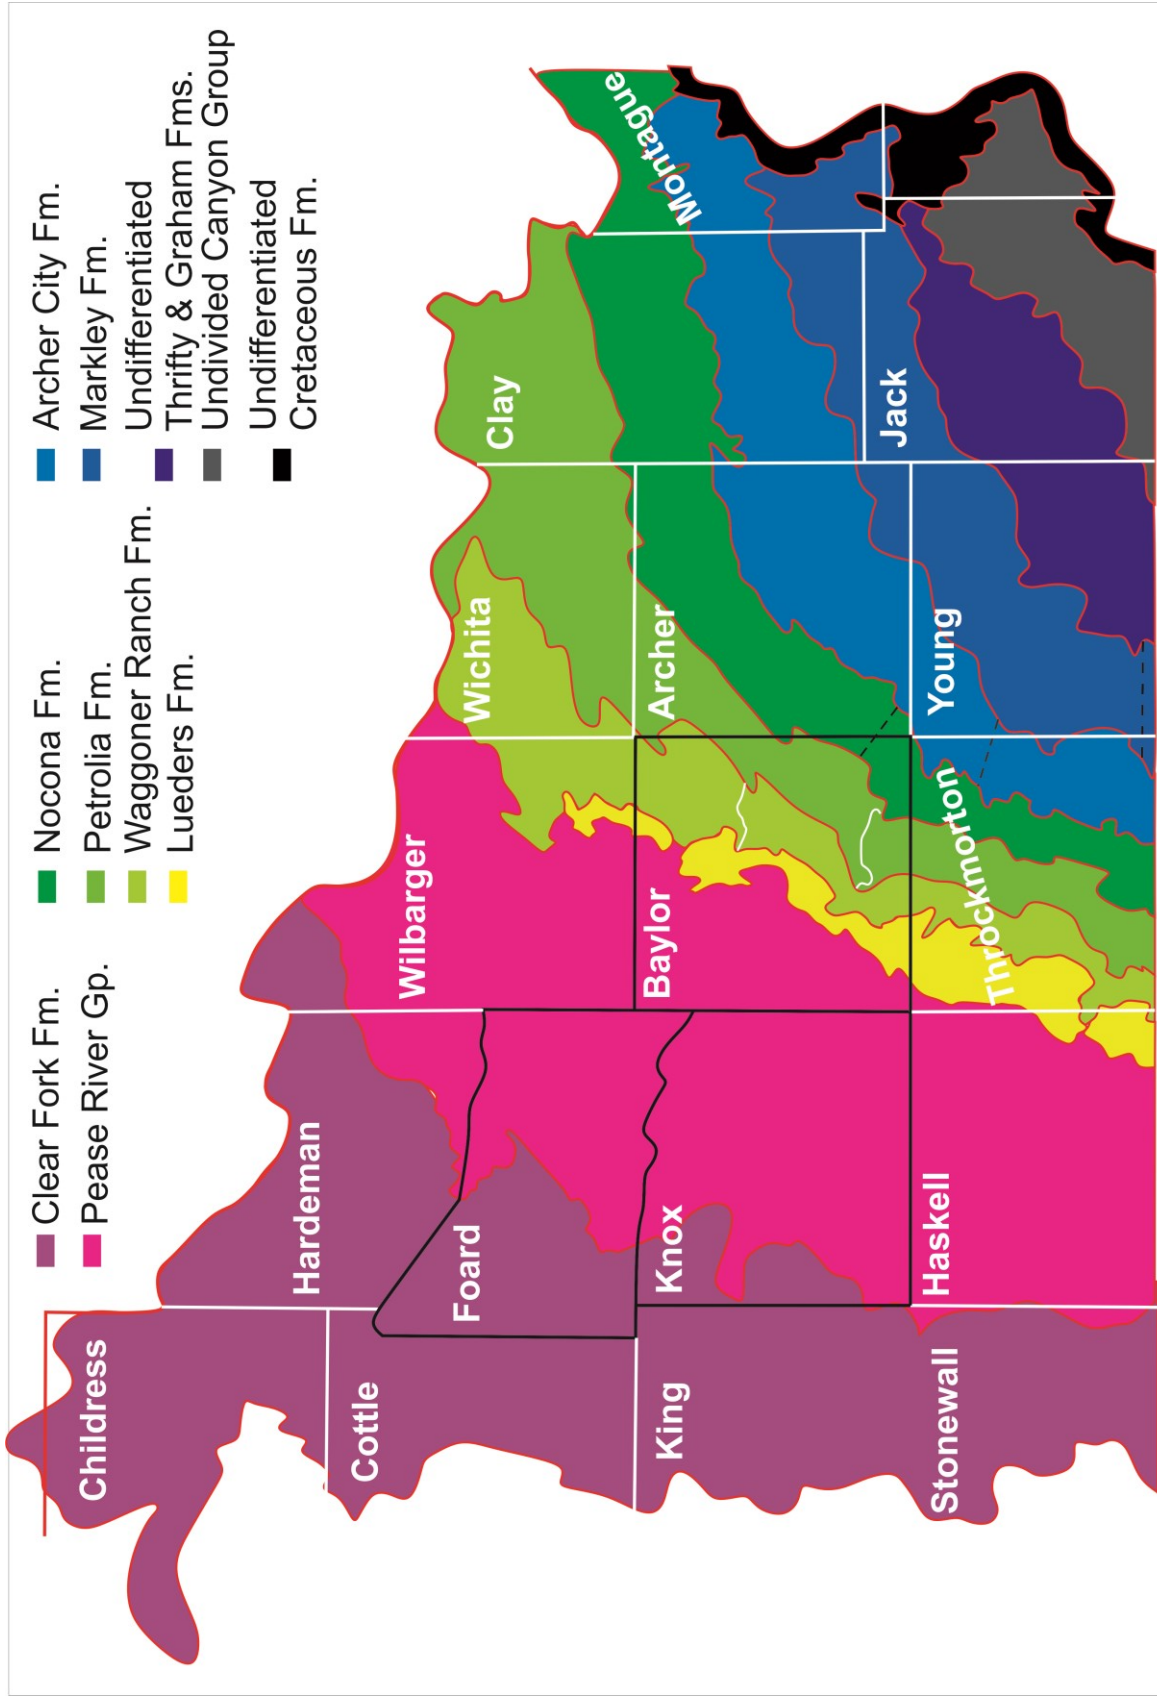 Clear Fork Fm.
Pease River Gp.
Nocona Fm.
Petrolia Fm.
Waggoner Ranch Fm.
Lueders Fm.
Archer City Fm.
Markley Fm.
Undifferentiated
Thrifty & Graham Fms.
Undivided Canyon Group
Undifferentiated
Cretaceous Fm.
Childress
Hardeman
Cottle
Foard
Wilbarger
Wichita
Clay
Montague
King
Knox
Baylor
Archer
Jack
Stonewall
Haskell
Throckmorton
Young